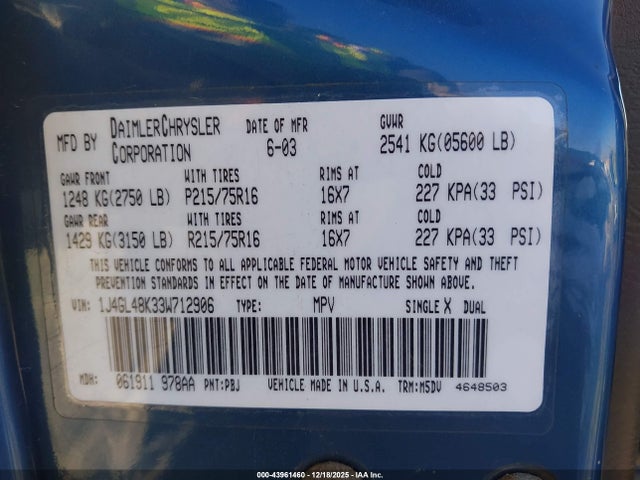 MFD BY DAIMLERCHRYSLER CORPORATION DATE OF MFR 6-03 GVWR 2541 KG(05600 LB)
GAWR FRONT WITH TIRES RIMS AT COLD
1248 KG(2750 LB) P215/75R16 16X7 227 KPA(33 PSI)
GAWR REAR WITH TIRES RIMS AT COLD
1429 KG(3150 LB) R215/75R16 16X7 227 KPA(33 PSI)
THIS VEHICLE CONFORMS TO ALL APPLICABLE FEDERAL MOTOR VEHICLE SAFETY AND THEFT
PREVENTION STANDARDS IN EFFECT ON THE DATE OF MANUFACTURE SHOWN ABOVE.
VIN: 1J4GL48K33W712906 TYPE: MPV SINGLE X DUAL
MDH: 061911 978AA PNT:PBJ VEHICLE MADE IN U.S.A. TRM:M5DV 4648503
000-43961460 - 12/18/2025 - IAA Inc.